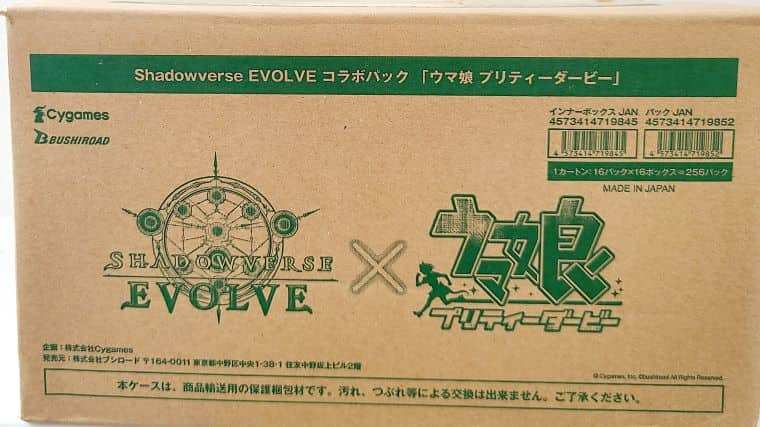 Shadowverse EVOLVE コラボパック 「ウマ娘 プリティーダービー」
Cygames
BUSHIROAD
インナーボックス JAN パック JAN
4573414719845 4573414719852
4 573414 719845 4 573414 719852
1カートン：16パック×16ボックス＝256パック
MADE IN JAPAN
SHADOWVERSE
EVOLVE
×
ウマ娘
プリティーダービー
企画：株式会社Cygames
発売元：株式会社ブシロード 〒164-0011 東京都中野区中央1-38-1 住友中野坂上ビル2階
© Cygames, Inc. ©bushiroad All Rights Reserved.
本ケースは、商品輸送用の保護梱包材です。汚れ、つぶれ等による交換は出来ません。ご了承ください。